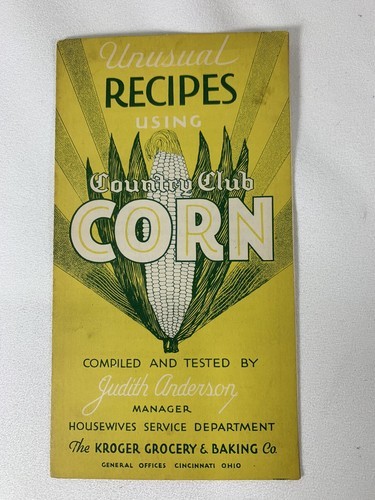 Unusual
RECIPES
USING
Country Club
CORN
COMPILED AND TESTED BY
Judith Anderson
MANAGER
HOUSEWIVES SERVICE DEPARTMENT
The KROGER GROCERY & BAKING Co.
GENERAL OFFICES CINCINNATI OHIO